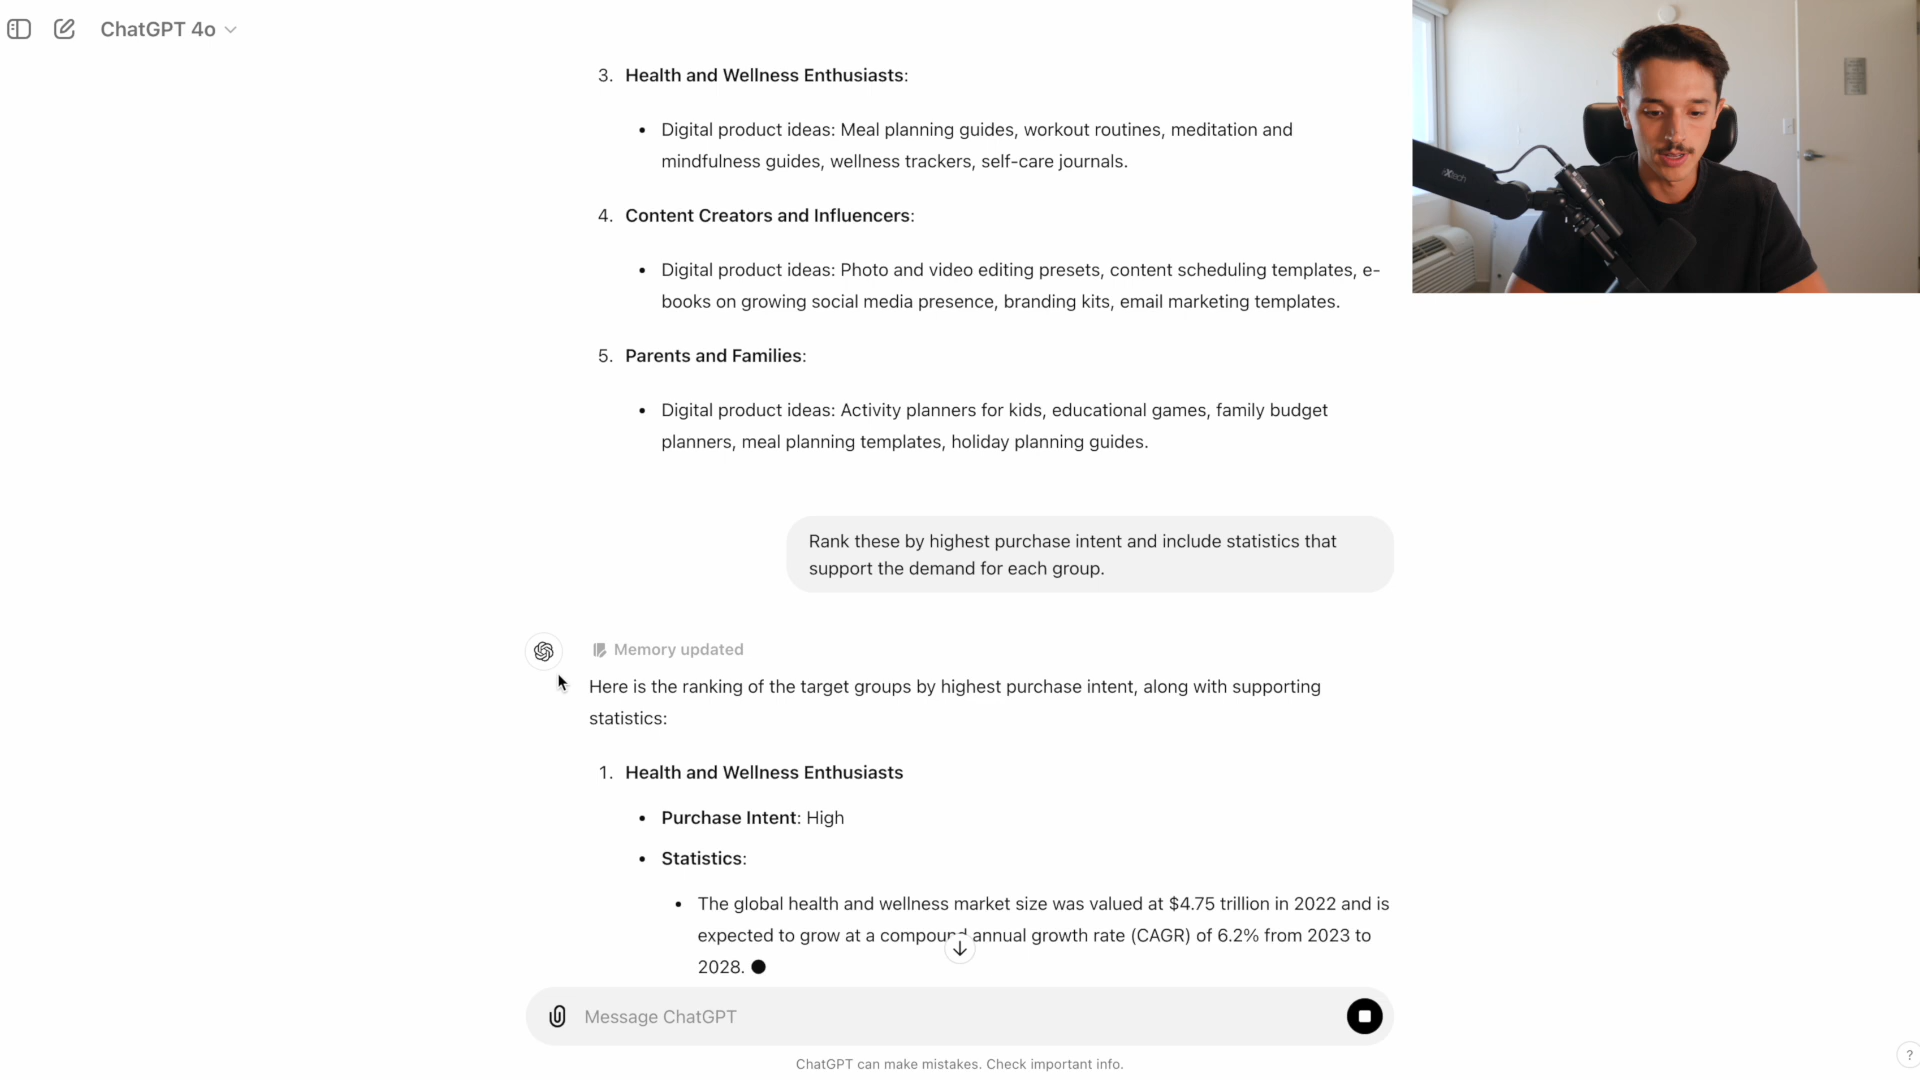 ChatGPT 4o
3. Health and Wellness Enthusiasts:
• Digital product ideas: Meal planning guides, workout routines, meditation and
mindfulness guides, wellness trackers, self-care journals.
4. Content Creators and Influencers:
• Digital product ideas: Photo and video editing presets, content scheduling templates, e-
books on growing social media presence, branding kits, email marketing templates.
5. Parents and Families:
• Digital product ideas: Activity planners for kids, educational games, family budget
planners, meal planning templates, holiday planning guides.
Rank these by highest purchase intent and include statistics that
support the demand for each group.
Memory updated
Here is the ranking of the target groups by highest purchase intent, along with supporting
statistics:
1. Health and Wellness Enthusiasts
• Purchase Intent: High
• Statistics:
• The global health and wellness market size was valued at $4.75 trillion in 2022 and is
expected to grow at a compound annual growth rate (CAGR) of 6.2% from 2023 to
2028.
Message ChatGPT
ChatGPT can make mistakes. Check important info.
?